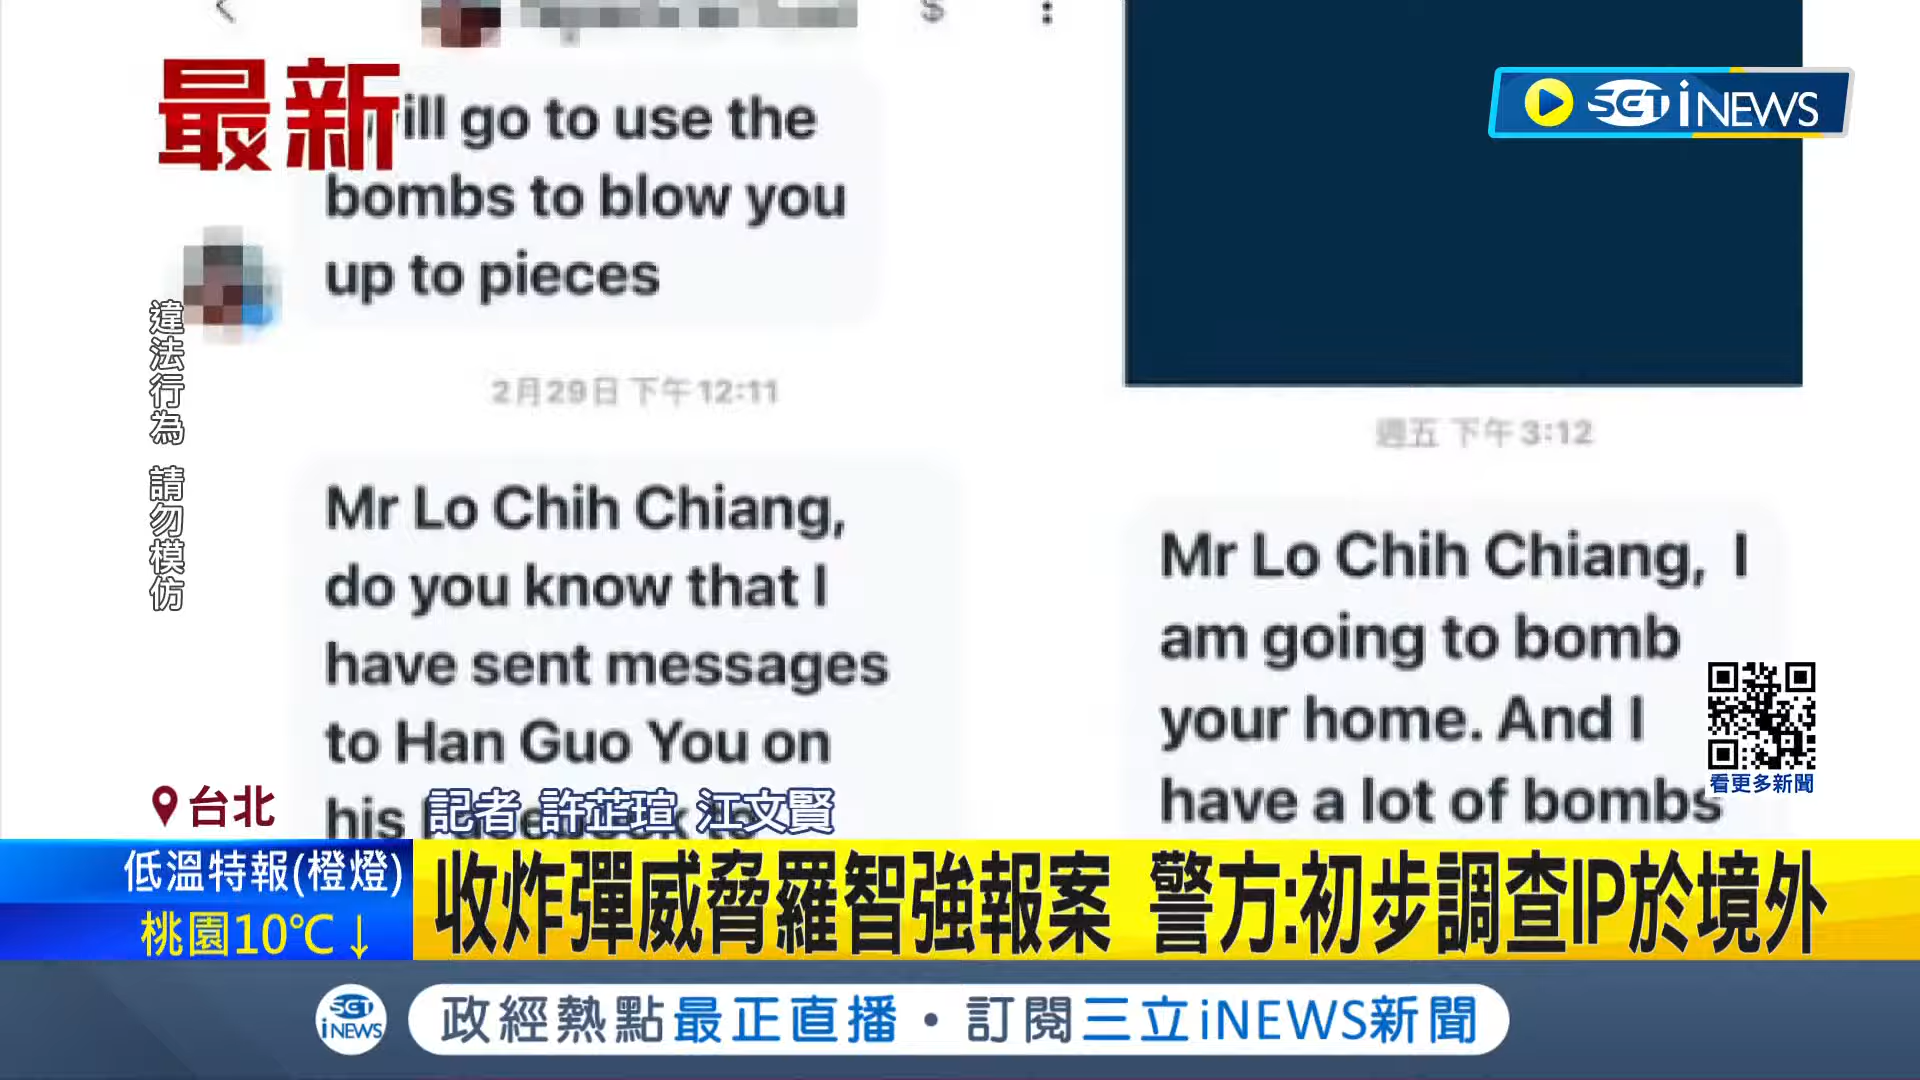 最新
ill go to use the
bombs to blow you
up to pieces
2月29日 下午12:11
Mr Lo Chih Chiang,
do you know that I
have sent messages
to Han Guo You on
his
週五 下午3:12
Mr Lo Chih Chiang, I
am going to bomb
your home. And I
have a lot of bombs
SET iNEWS
違法行為 請勿模仿
看更多新聞
台北
記者 許芷瑄 江文賢
低溫特報(橙燈)
桃園10℃↓
收炸彈威脅羅智強報案 警方:初步調查IP於境外
SET iNEWS
政經熱點最正直播・訂閱三立iNEWS新聞